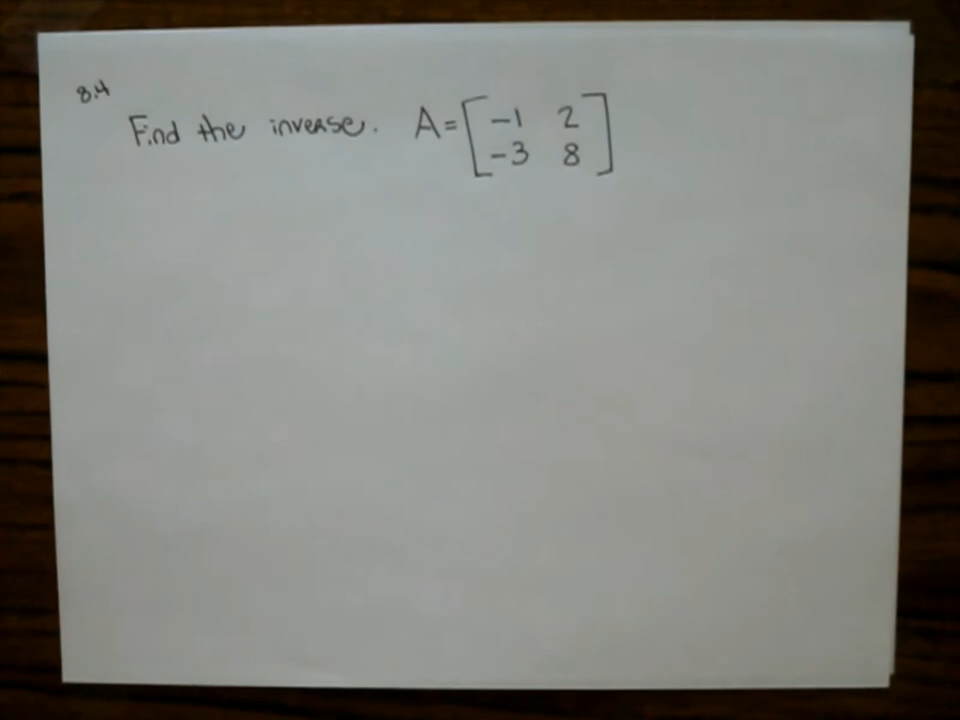 8.4
Find the inverse. A = [ -1 2
-3 8 ]